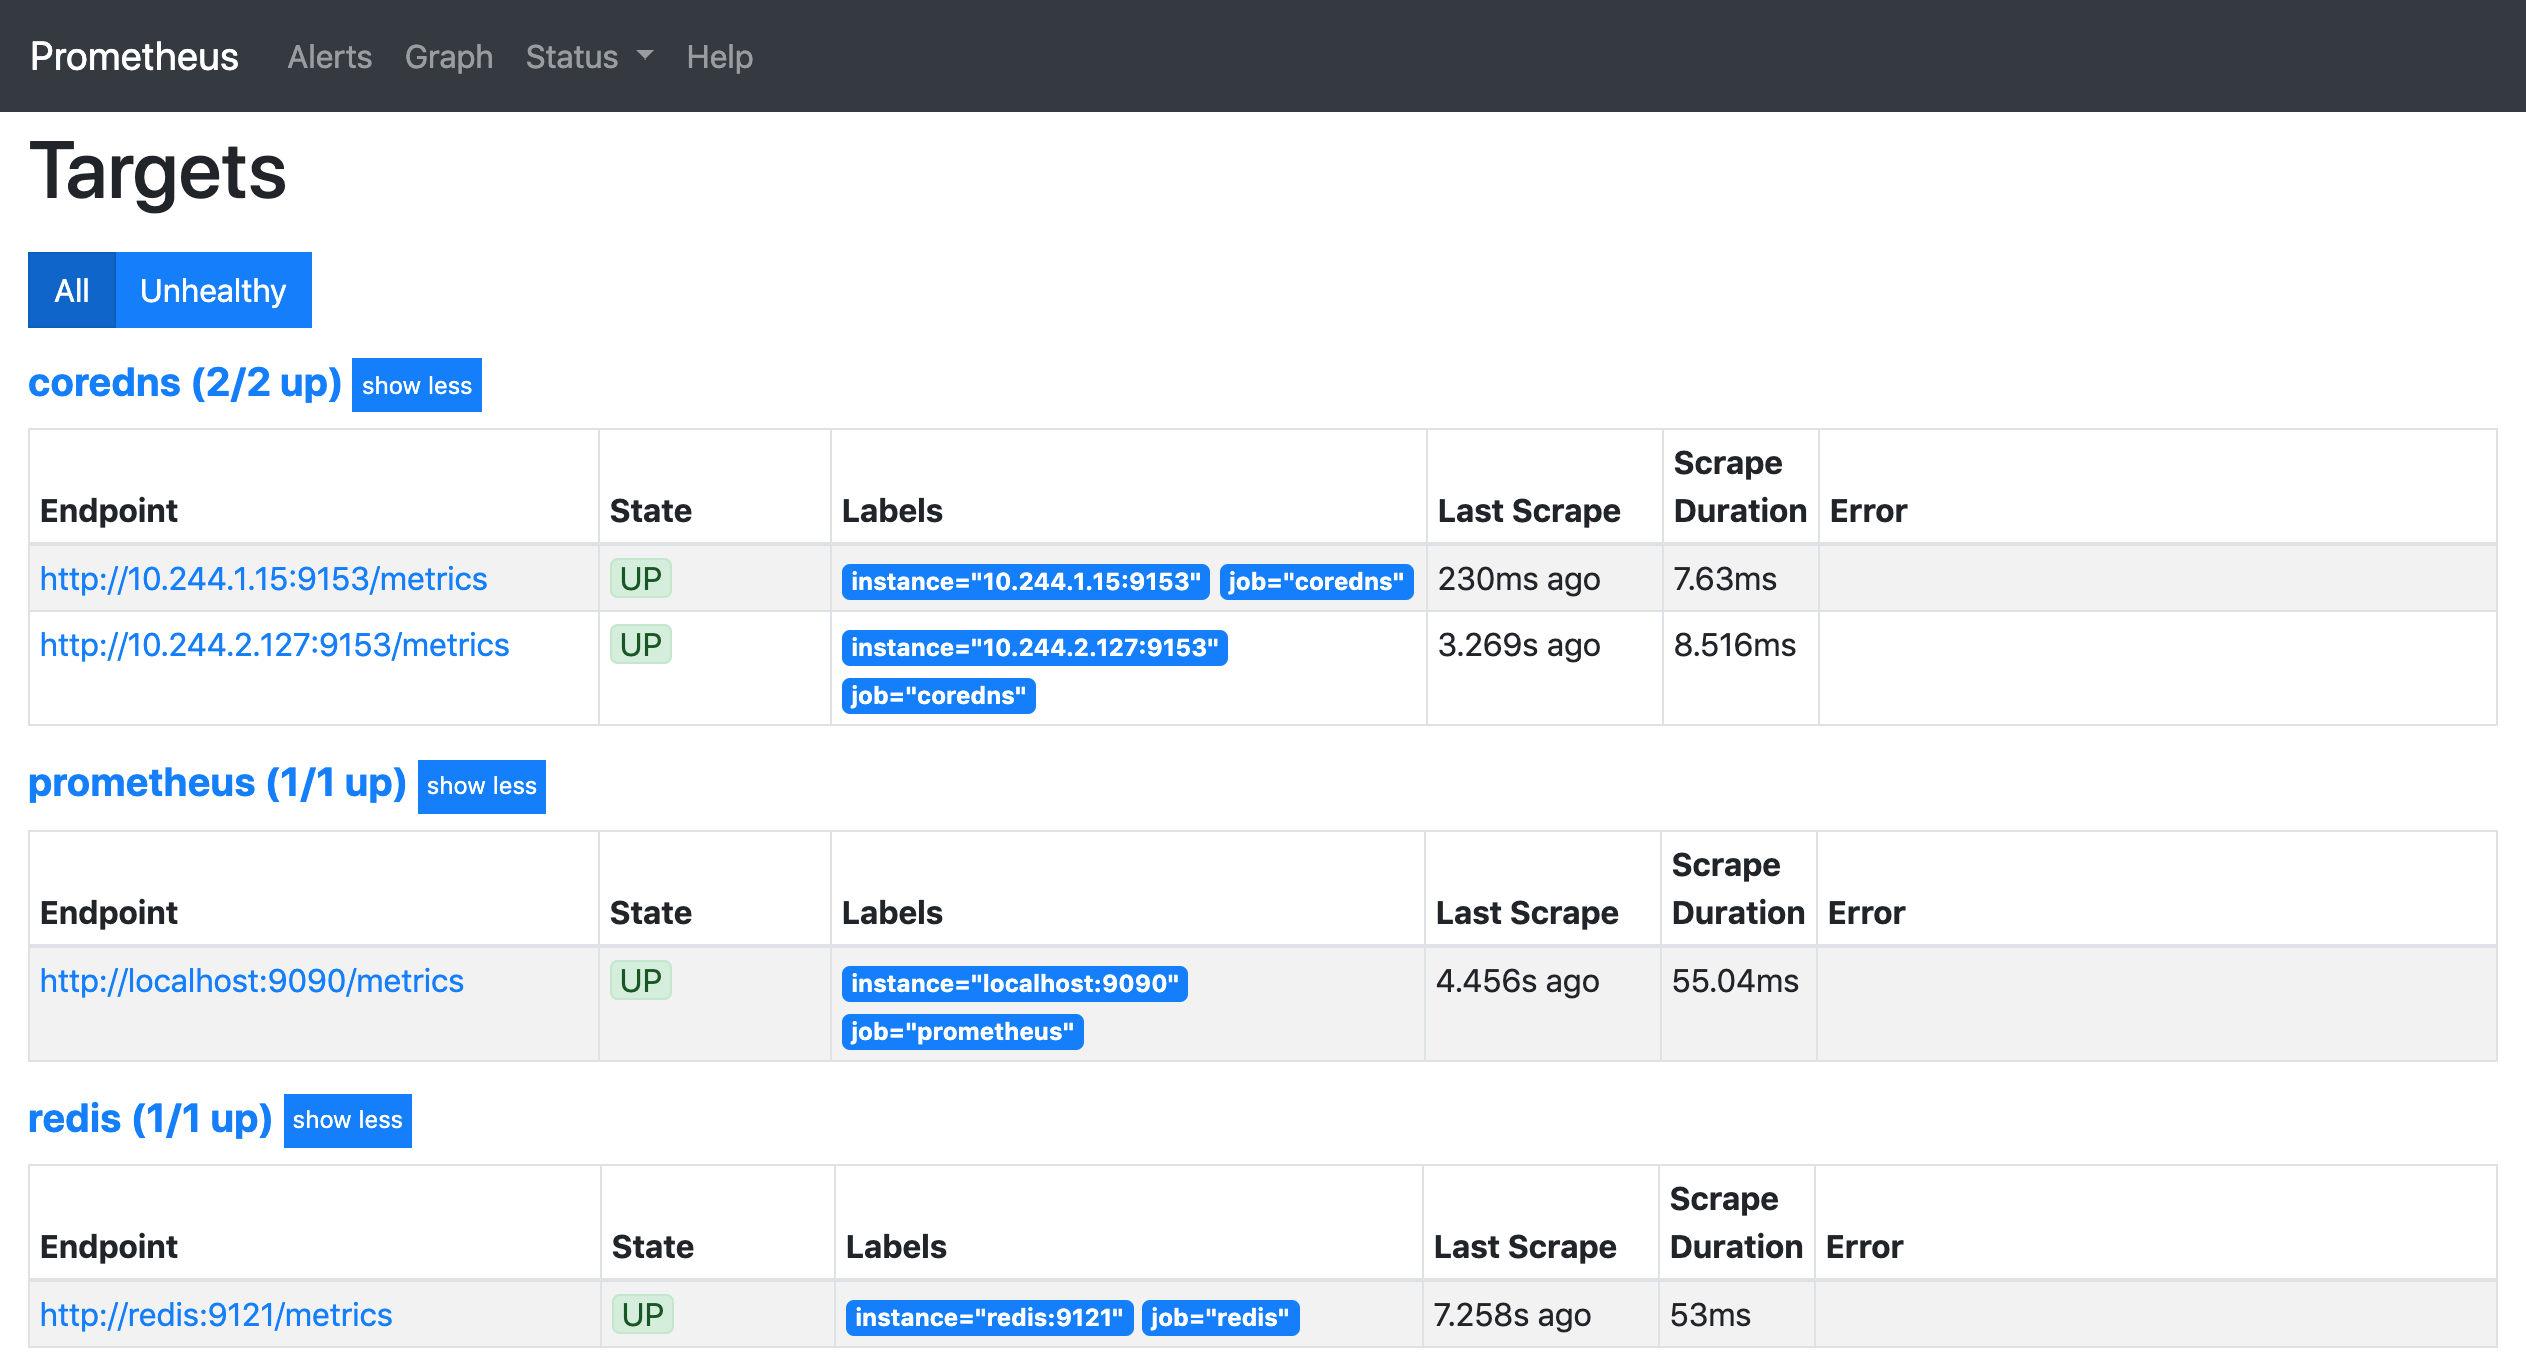 Prometheus Alerts Graph Status Help
Targets
All Unhealthy
coredns (2/2 up) show less
Endpoint State Labels Last Scrape Scrape Duration Error
http://10.244.1.15:9153/metrics UP instance="10.244.1.15:9153" job="coredns" 230ms ago 7.63ms
http://10.244.2.127:9153/metrics UP instance="10.244.2.127:9153" 3.269s ago 8.516ms
job="coredns"
prometheus (1/1 up) show less
Endpoint State Labels Last Scrape Scrape Duration Error
http://localhost:9090/metrics UP instance="localhost:9090" 4.456s ago 55.04ms
job="prometheus"
redis (1/1 up) show less
Endpoint State Labels Last Scrape Scrape Duration Error
http://redis:9121/metrics UP instance="redis:9121" job="redis" 7.258s ago 53ms